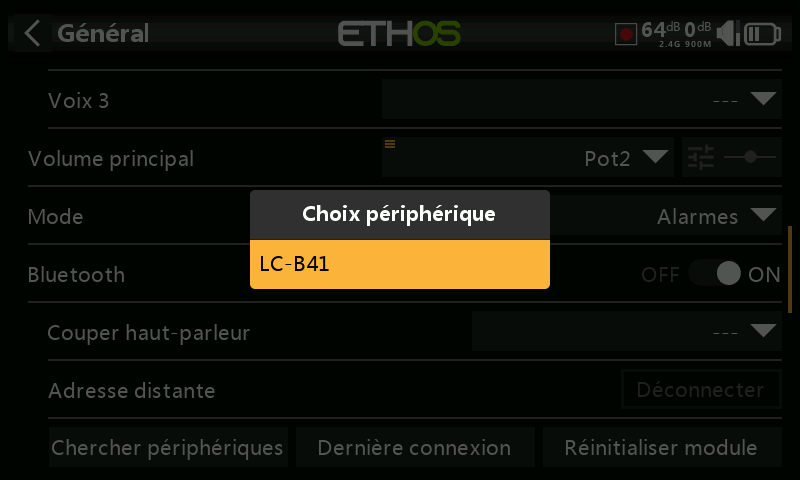 Général
ETHOS
64dB 0dB
2.4G 900M
Voix 3
---
Volume principal
Pot2
Choix périphérique
Mode
Alarmes
LC-B41
Bluetooth
OFF
ON
Couper haut-parleur
---
Adresse distante
Déconnecter
Chercher périphériques
Dernière connexion
Réinitialiser module